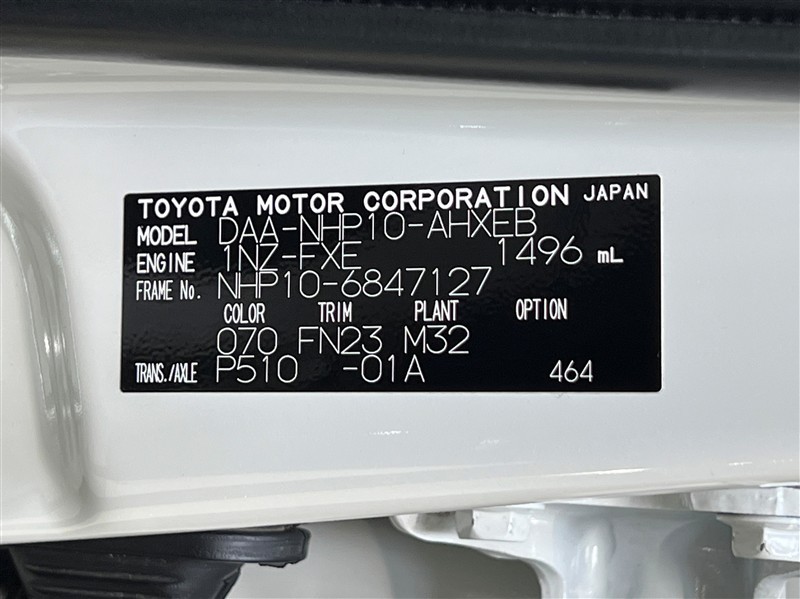 TOYOTA MOTOR CORPORATION JAPAN
MODEL DAA-NHP10-AHXEB
ENGINE 1NZ-FXE 1496 mL
FRAME No. NHP10-6847127
COLOR TRIM PLANT OPTION
070 FN23 M32
TRANS./AXLE P510 -01A 464